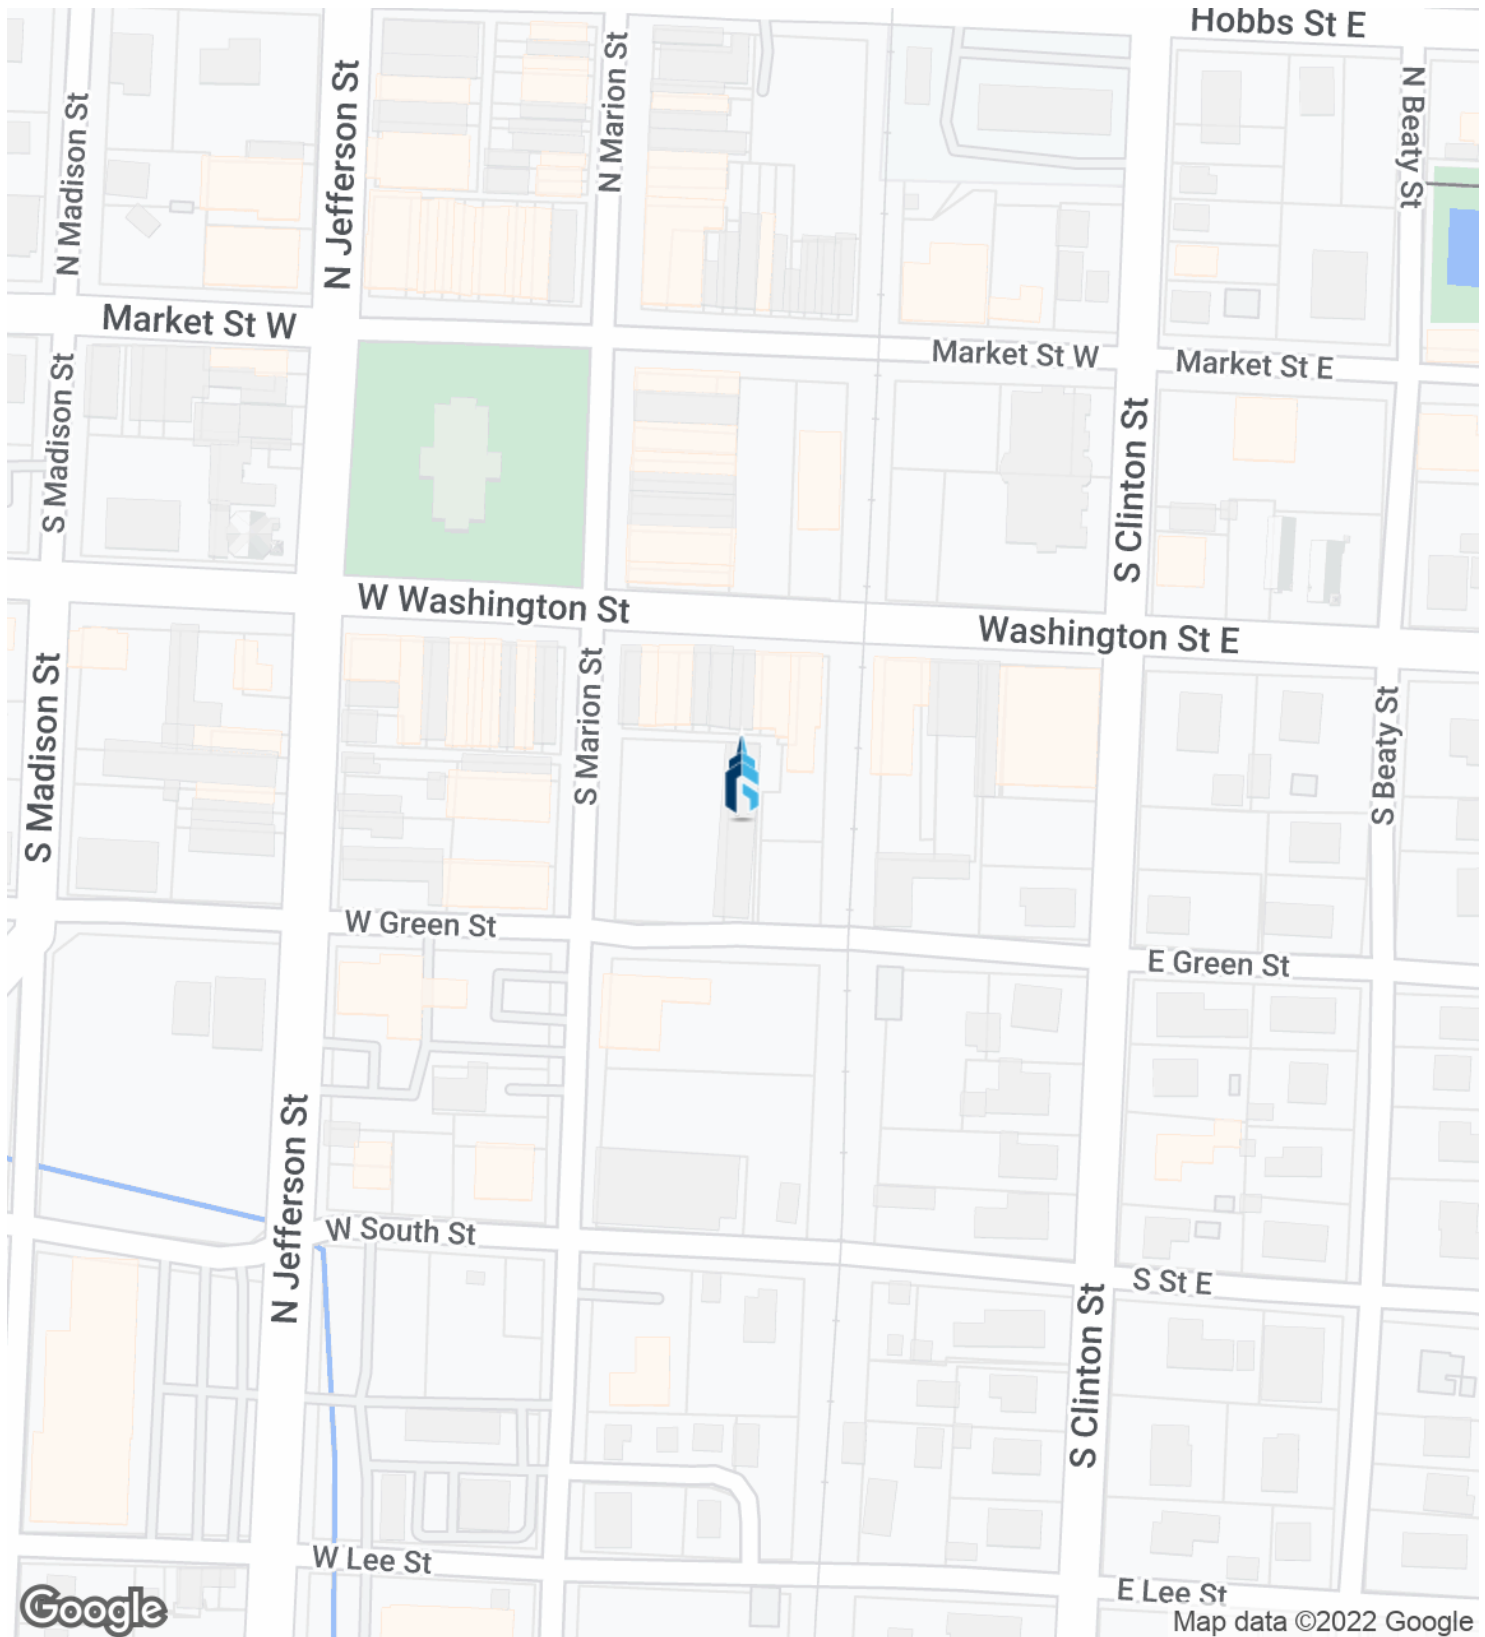 Hobbs St E
N Madison St
N Jefferson St
N Marion St
N Beaty St
Market St W
Market St W
Market St E
S Madison St
S Clinton St
W Washington St
Washington St E
S Madison St
S Marion St
S Beaty St
W Green St
E Green St
N Jefferson St
W South St
S St E
S Clinton St
W Lee St
E Lee St
Google
Map data ©2022 Google